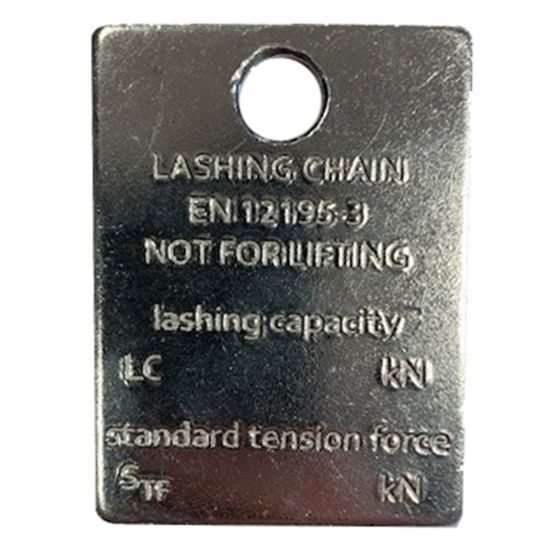 LASHING CHAIN
EN 12195-3
NOT FOR LIFTING
lashing capacity
LC kN
standard tension force
STF kN